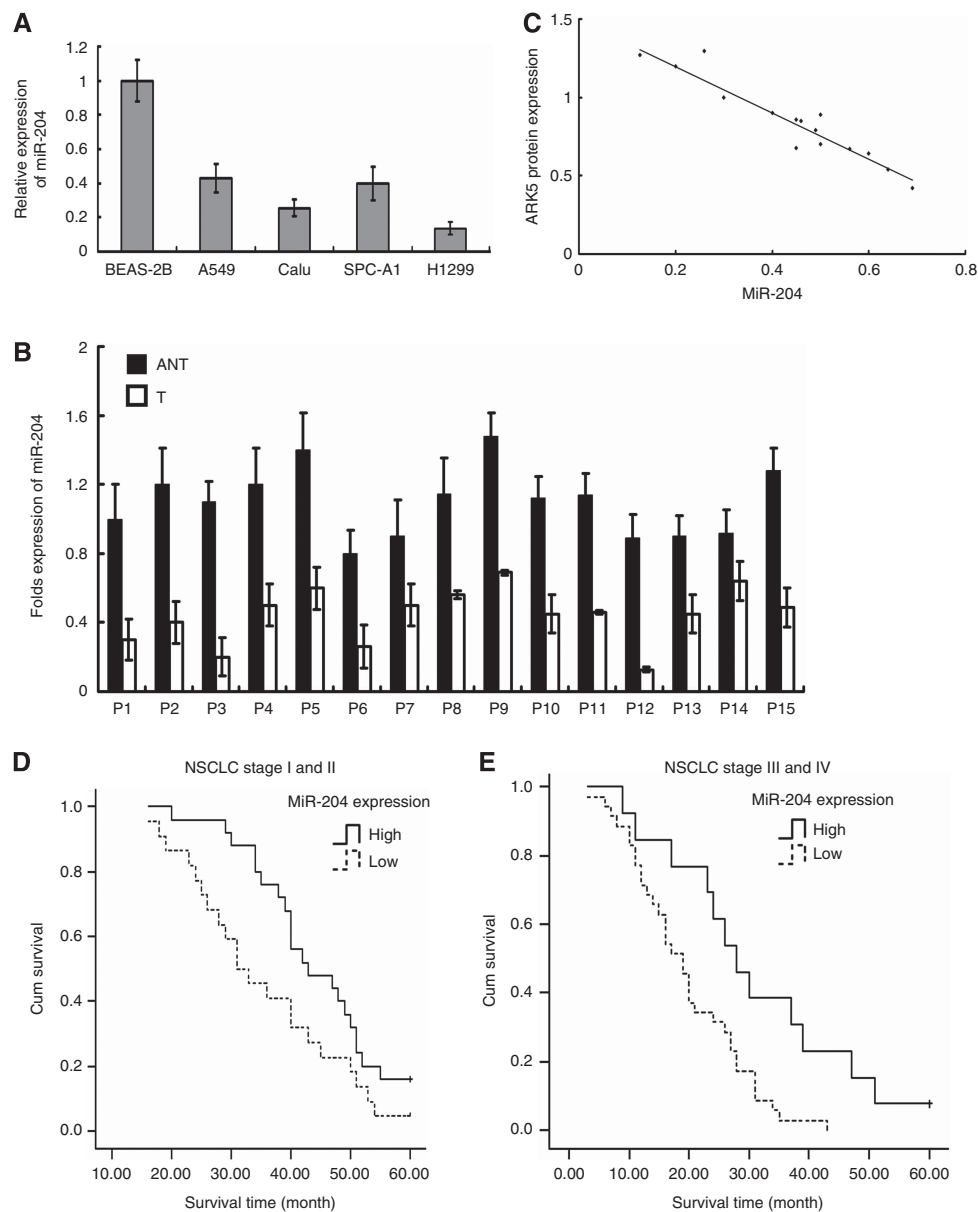 A
1.2
1
0.8
0.6
0.4
0.2
0
Relative expression
of miR-204
BEAS-2B A549 Calu SPC-A1 H1299
C
1.5
1
0.5
0
ARK5 protein expression
0 0.2 0.4 0.6 0.8
MiR-204
B
2
1.6
1.2
0.8
0.4
0
Folds expression of miR-204
ANT
T
P1 P2 P3 P4 P5 P6 P7 P8 P9 P10 P11 P12 P13 P14 P15
D
NSCLC stage I and II
MiR-204 expression
High
Low
1.0
0.8
0.6
0.4
0.2
0.0
Cum survival
10.00 20.00 30.00 40.00 50.00 60.00
Survival time (month)
E
NSCLC stage III and IV
MiR-204 expression
High
Low
1.0
0.8
0.6
0.4
0.2
0.0
Cum survival
0.00 10.00 20.00 30.00 40.00 50.00 60.00
Survival time (month)